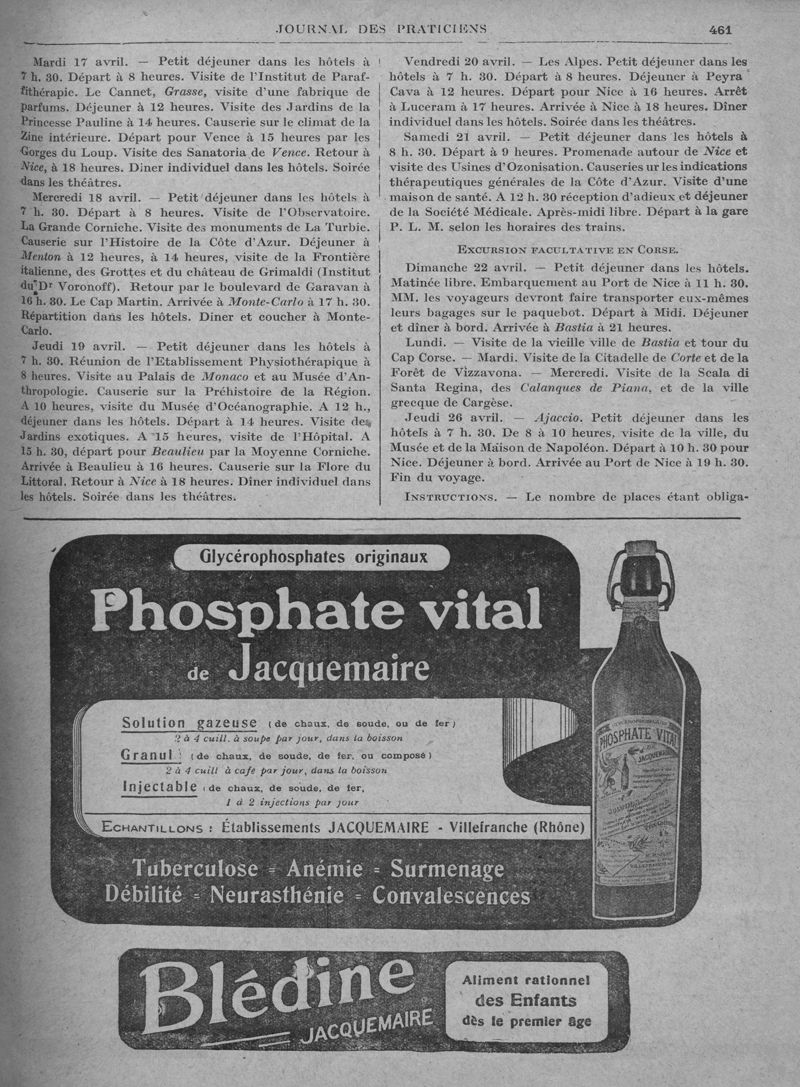 JOURNAL DES PRATICIENS 461
Mardi 17 avril. — Petit déjeuner dans les hôtels à
7 h. 30. Départ à 8 heures. Visite de l'Institut de Paraf-
fithérapie. Le Cannet, Grasse, visite d'une fabrique de
parfums. Déjeuner à 12 heures. Visite des Jardins de la
Princesse Pauline à 14 heures. Causerie sur le climat de la
Zine intérieure. Départ pour Vence à 15 heures par les
Gorges du Loup. Visite des Sanatoria de Vence. Retour à
Nice, à 18 heures. Diner individuel dans les hôtels. Soirée
dans les théâtres.
Mercredi 18 avril. — Petit déjeuner dans les hôtels à
7 h. 30. Départ à 8 heures. Visite de l'Observatoire.
La Grande Corniche. Visite des monuments de La Turbie.
Causerie sur l'Histoire de la Côte d'Azur. Déjeuner à
Menton à 12 heures, à 14 heures, visite de la Frontière
italienne, des Grottes et du château de Grimaldi (Institut
du Dr Voronoff). Retour par le boulevard de Garavan à
16 h. 30. Le Cap Martin. Arrivée à Monte-Carlo à 17 h. 30.
Répartition dans les hôtels. Diner et coucher à Monte-
Carlo.
Jeudi 19 avril. — Petit déjeuner dans les hôtels à
7 h. 30. Réunion de l'Etablissement Physiothérapique à
8 heures. Visite au Palais de Monaco et au Musée d'An-
thropologie. Causerie sur la Préhistoire de la Région.
A 10 heures, visite du Musée d'Océanographie. A 12 h.,
déjeuner dans les hôtels. Départ à 14 heures. Visite des
Jardins exotiques. A 15 heures, visite de l'Hôpital. A
15 h. 30, départ pour Beaulieu par la Moyenne Corniche.
Arrivée à Beaulieu à 16 heures. Causerie sur la Flore du
Littoral. Retour à Nice à 18 heures. Dîner individuel dans
les hôtels. Soirée dans les théâtres.
Vendredi 20 avril. — Les Alpes. Petit déjeuner dans les
hôtels à 7 h. 30. Départ à 8 heures. Déjeuner à Peyra
Cava à 12 heures. Départ pour Nice à 16 heures. Arrêt
à Luceram à 17 heures. Arrivée à Nice à 18 heures. Dîner
individuel dans les hôtels. Soirée dans les théâtres.
Samedi 21 avril. — Petit déjeuner dans les hôtels à
8 h. 30. Départ à 9 heures. Promenade autour de Nice et
visite des Usines d'Ozonisation. Causeries ur les indications
thérapeutiques générales de la Côte d'Azur. Visite d'une
maison de santé. A 12 h. 30 réception d'adieux et déjeuner
de la Société Médicale. Après-midi libre. Départ à la gare
P. L. M. selon les horaires des trains.
EXCURSION FACULTATIVE EN CORSE.
Dimanche 22 avril. — Petit déjeuner dans les hôtels.
Matinée libre. Embarquement au Port de Nice à 11 h. 30.
MM. les voyageurs devront faire transporter eux-mêmes
leurs bagages sur le paquebot. Départ à Midi. Déjeuner
et dîner à bord. Arrivée à Bastia à 21 heures.
Lundi. — Visite de la vieille ville de Bastia et tour du
Cap Corse. — Mardi. Visite de la Citadelle de Corte et de la
Forêt de Vizzavona. — Mercredi. Visite de la Scala di
Santa Regina, des Calanques de Piana, et de la ville
grecque de Cargèse.
Jeudi 26 avril. — Ajaccio. Petit déjeuner dans les
hôtels à 7 h. 30. De 8 à 10 heures, visite de la ville, du
Musée et de la Maison de Napoléon. Départ à 10 h. 30 pour
Nice. Déjeuner à bord. Arrivée au Port de Nice à 19 h. 30.
Fin du voyage.
INSTRUCTIONS. — Le nombre de places étant obliga-
Glycérophosphates originaux
Phosphate vital
de Jacquemaire
Solution gazeuse (de chaux, de soude, ou de fer)
2 à 4 cuill. à soupe par jour, dans la boisson
Granul (de chaux, de soude, de fer, ou composé)
2 à 4 cuill à café par jour, dans la boisson
Injectable (de chaux, de soude, de fer,
1 à 2 injections par jour
ECHANTILLONS : Établissements JACQUEMAIRE - Villefranche (Rhône)
Tuberculose = Anémie = Surmenage
Débilité = Neurasthénie = Convalescences
PHOSPHATE VITAL
DE
JACQUEMAIRE
Blédine
JACQUEMAIRE
Aliment rationnel
des Enfants
dès le premier âge